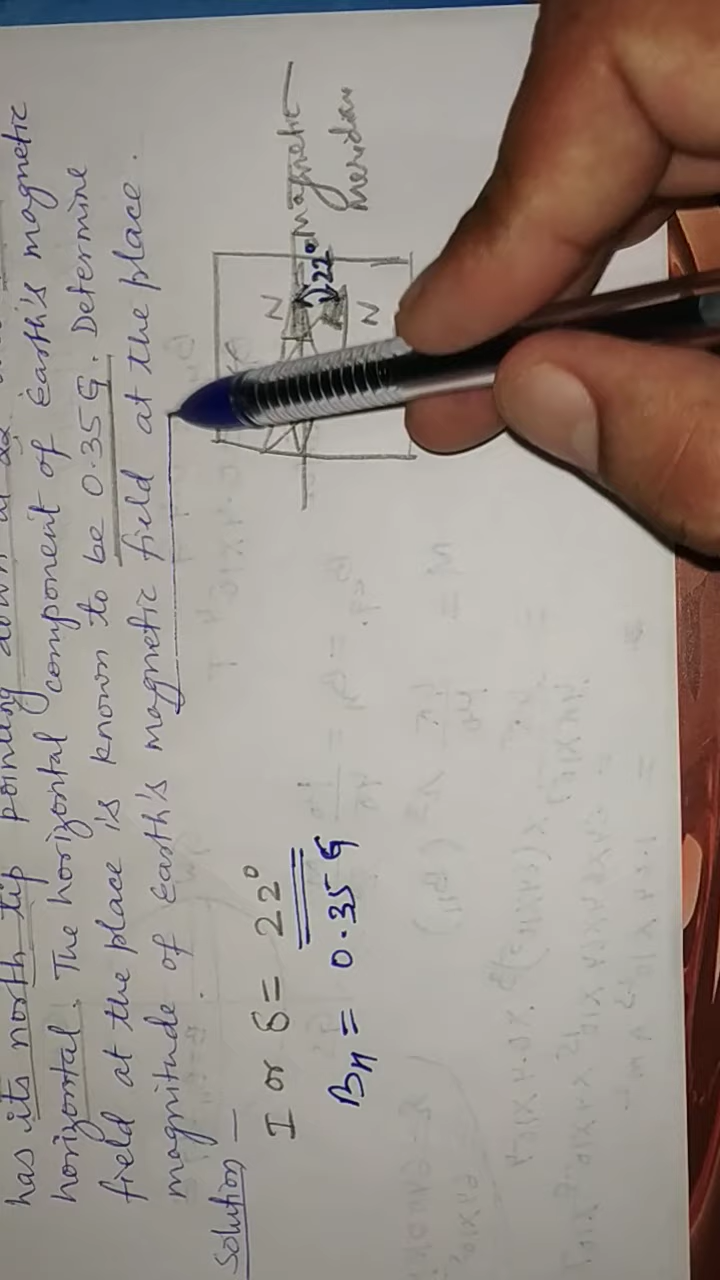 has its north tip pointing down at 22°
horizontal. The horizontal component of Earth's magnetic
field at the place is known to be 0.35 G. Determine
magnitude of Earth's magnetic field at the place.
Solution -
I or δ = 22°
B_H = 0.35 G
N
N
22°
Magnetic
Meridian